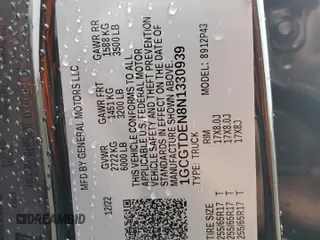 MFD BY GENERAL MOTORS LLC
12/22 GVWR GAWR FRT GAWR RR
2722 KG 1451 KG 1588 KG
6000 LB 3200 LB 3500 LB
THIS VEHICLE CONFORMS TO ALL
APPLICABLE U.S. FEDERAL MOTOR
VEHICLE SAFETY AND THEFT PREVENTION
STANDARDS IN EFFECT ON THE DATE OF
MANUFACTURE SHOWN ABOVE.
1GCGTDEN8N1330939
TYPE: TRUCK 8912P43
TIRE SIZE RIM
255/65R17 T 17X8.0J
255/65R17 T 17X8.0J
255/65R17 T 17X8J
DREAMBID